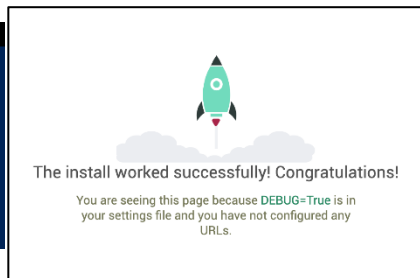 The install worked successfully! Congratulations!
You are seeing this page because DEBUG=True is in
your settings file and you have not configured any
URLs.